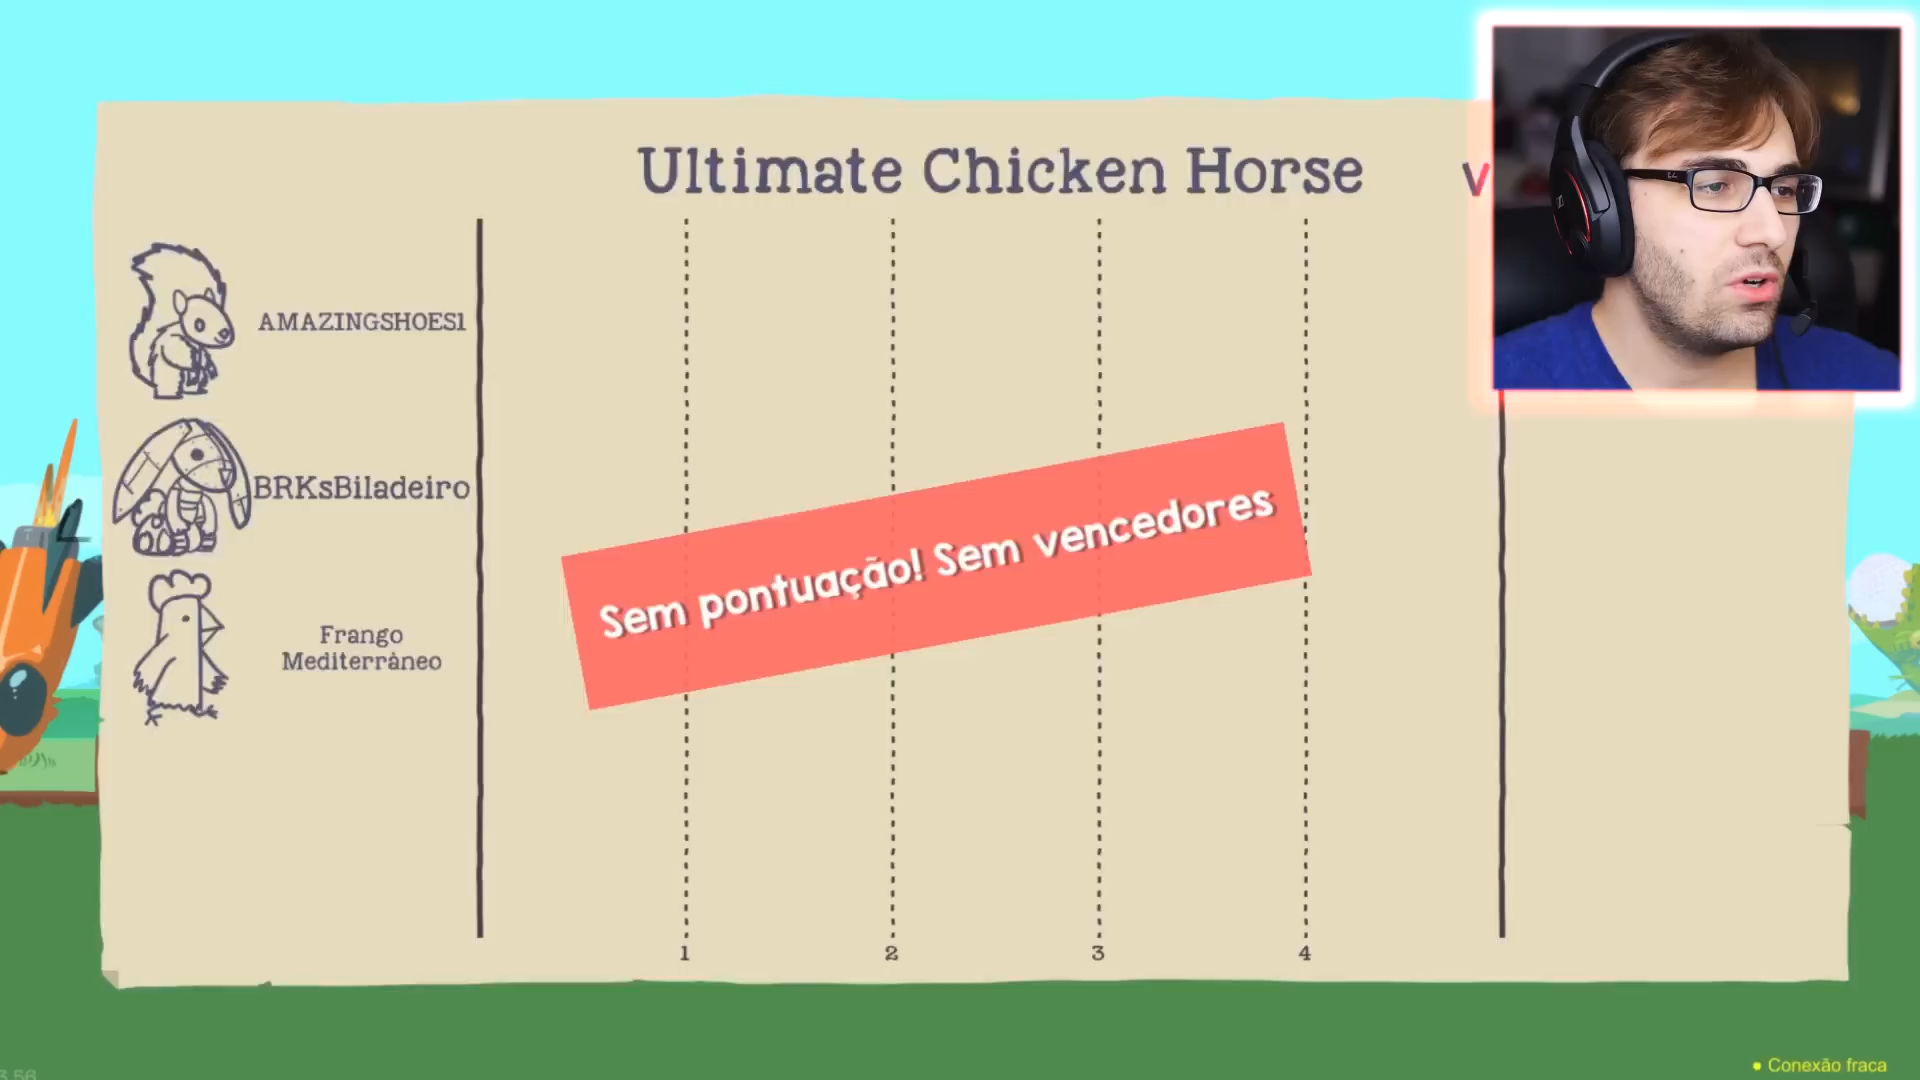 Ultimate Chicken Horse
V
AMAZINGSHOES1
BRKsBiladeiro
Sem pontuação! Sem vencedores
Frango
Mediterrâneo
1 2 3 4
Conexão fraca